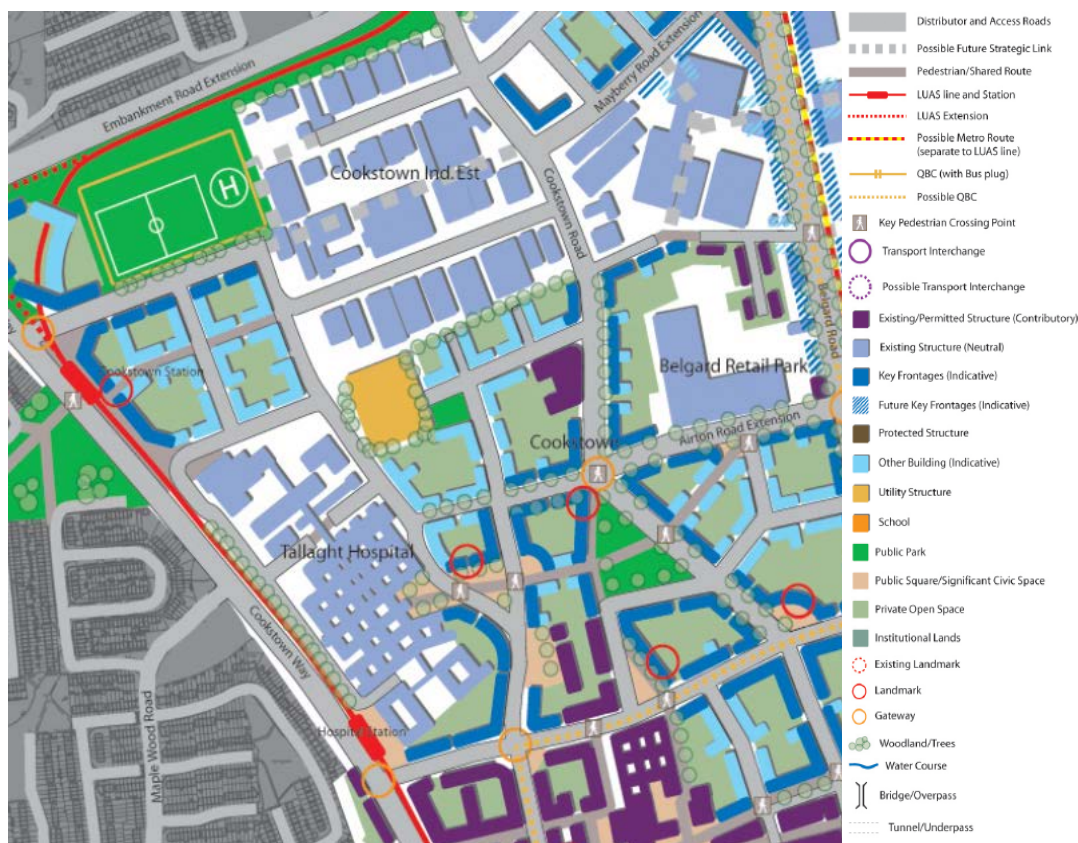 Embankment Road Extension
Mayberry Road Extension
H
Cookstown Ind. Est
Cookstown Road
Belgard Road
Cookstown Station
Belgard Retail Park
Airton Road Extension
Cookstown
Tallaght Hospital
Cookstown Way
Maple Wood Road
Hospital Station
Distributor and Access Roads
Possible Future Strategic Link
Pedestrian/Shared Route
LUAS line and Station
LUAS Extension
Possible Metro Route
(separate to LUAS line)
QBC (with Bus plug)
Possible QBC
Key Pedestrian Crossing Point
Transport Interchange
Possible Transport Interchange
Existing/Permitted Structure (Contributory)
Existing Structure (Neutral)
Key Frontages (Indicative)
Future Key Frontages (Indicative)
Protected Structure
Other Building (Indicative)
Utility Structure
School
Public Park
Public Square/Significant Civic Space
Private Open Space
Institutional Lands
Existing Landmark
Landmark
Gateway
Woodland/Trees
Water Course
Bridge/Overpass
Tunnel/Underpass